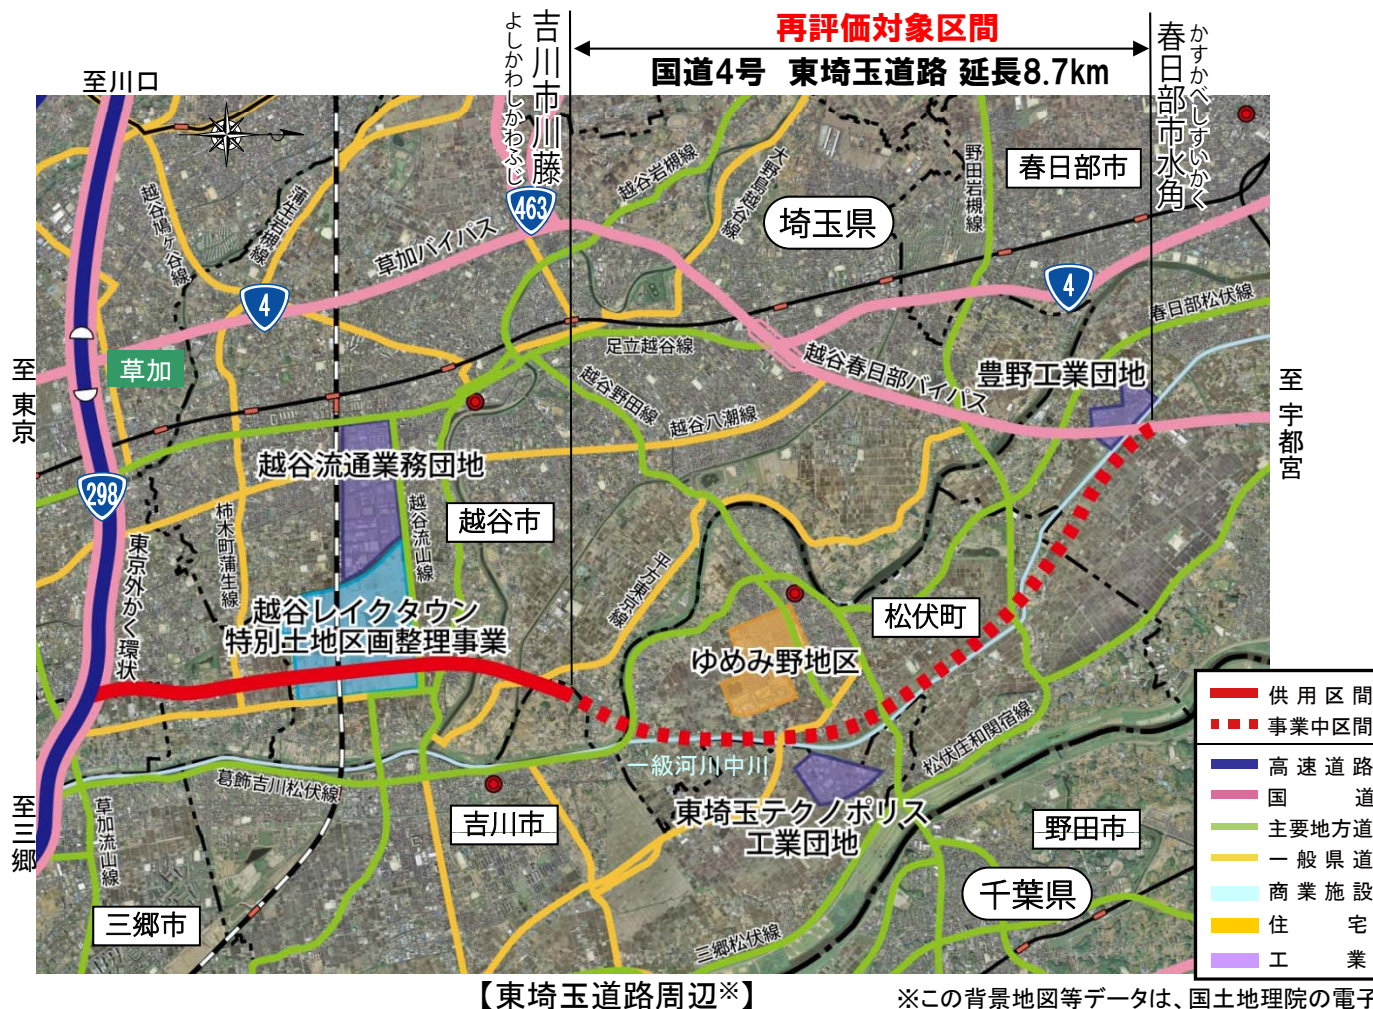 再評価対象区間
国道4号 東埼玉道路 延長8.7km
吉川市川藤
よしかわしかわふじ
春日部市水角
かすかべしすいかく
至川口
463
越谷岩槻線
大野島越谷線
野田岩槻線
春日部市
埼玉県
越谷鳩ヶ谷線
蒲生岩槻線
草加バイパス
4
4
春日部松伏線
足立越谷線
越谷春日部バイパス
豊野工業団地
至東京
草加
至宇都宮
越谷野田線
越谷八潮線
越谷流通業務団地
298
柿木町蒲生線
越谷流山線
越谷市
東京外かく環状
平方東京線
越谷レイクタウン
特別土地区画整理事業
松伏町
ゆめみ野地区
一級河川中川
松伏庄和関宿線
葛飾吉川松伏線
至三郷
草加流山線
吉川市
東埼玉テクノポリス
工業団地
野田市
千葉県
三郷市
三郷松伏線
供用区間
事業中区間
高速道路
国道
主要地方道
一般県道
商業施設
住宅
工業
【東埼玉道路周辺※】
※この背景地図等データは、国土地理院の電子